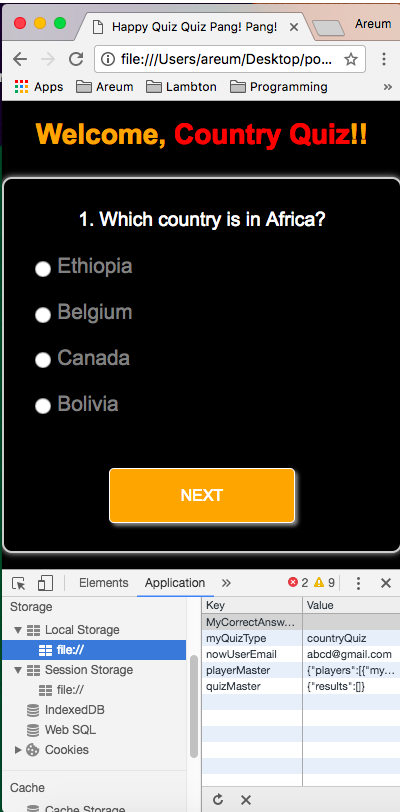 Happy Quiz Quiz Pang! Pang!
Areum
file:///Users/areum/Desktop/po...
Apps Areum Lambton Programming
Welcome, Country Quiz!!
1. Which country is in Africa?
Ethiopia
Belgium
Canada
Bolivia
NEXT
Elements Application » 2 9
Storage
Local Storage
file://
Session Storage
file://
IndexedDB
Web SQL
Cookies
Cache
Cache Storage
Key Value
MyCorrectAnsw...
myQuizType countryQuiz
nowUserEmail abcd@gmail.com
playerMaster {"players":[{"my...
quizMaster {"results":[]}